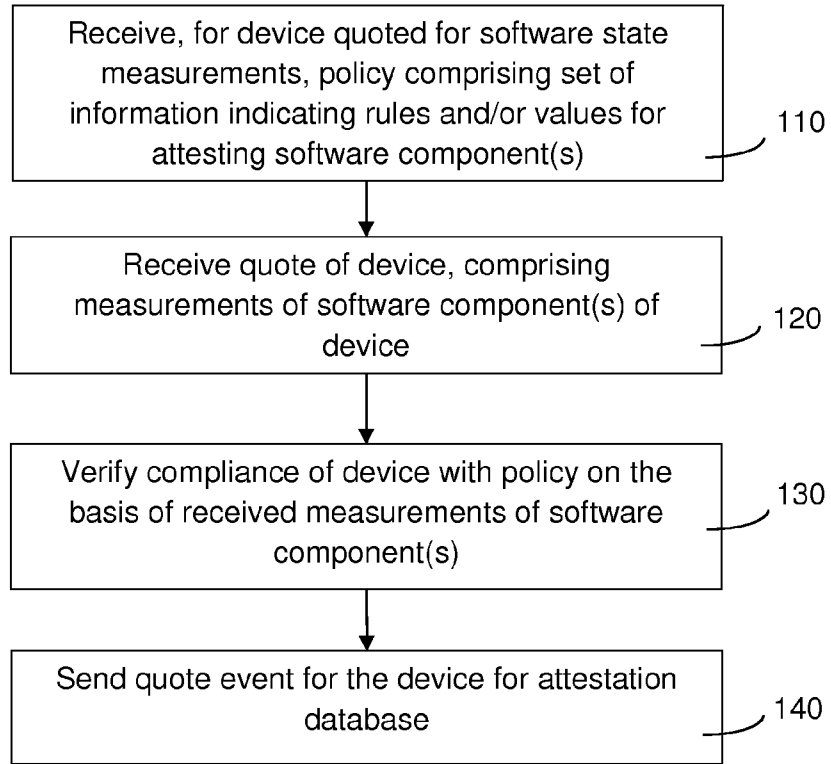 Receive, for device quoted for software state
measurements, policy comprising set of
information indicating rules and/or values for
attesting software component(s)
110
Receive quote of device, comprising
measurements of software component(s) of
device
120
Verify compliance of device with policy on the
basis of received measurements of software
component(s)
130
Send quote event for the device for attestation
database
140